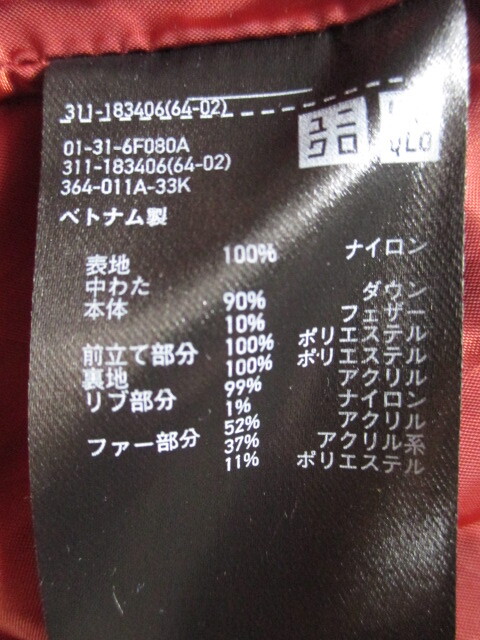 311-183406(64-02)
ユニ
クロ
QLO
01-31-6F080A
311-183406(64-02)
364-011A-33K
ベトナム製
表地 100% ナイロン
中わた
本体 90% ダウン
10% フェザー
前立て部分 100% ポリエステル
裏地 100% ポリエステル
リブ部分 99% アクリル
1% ナイロン
ファー部分 52% アクリル
37% アクリル系
11% ポリエステル